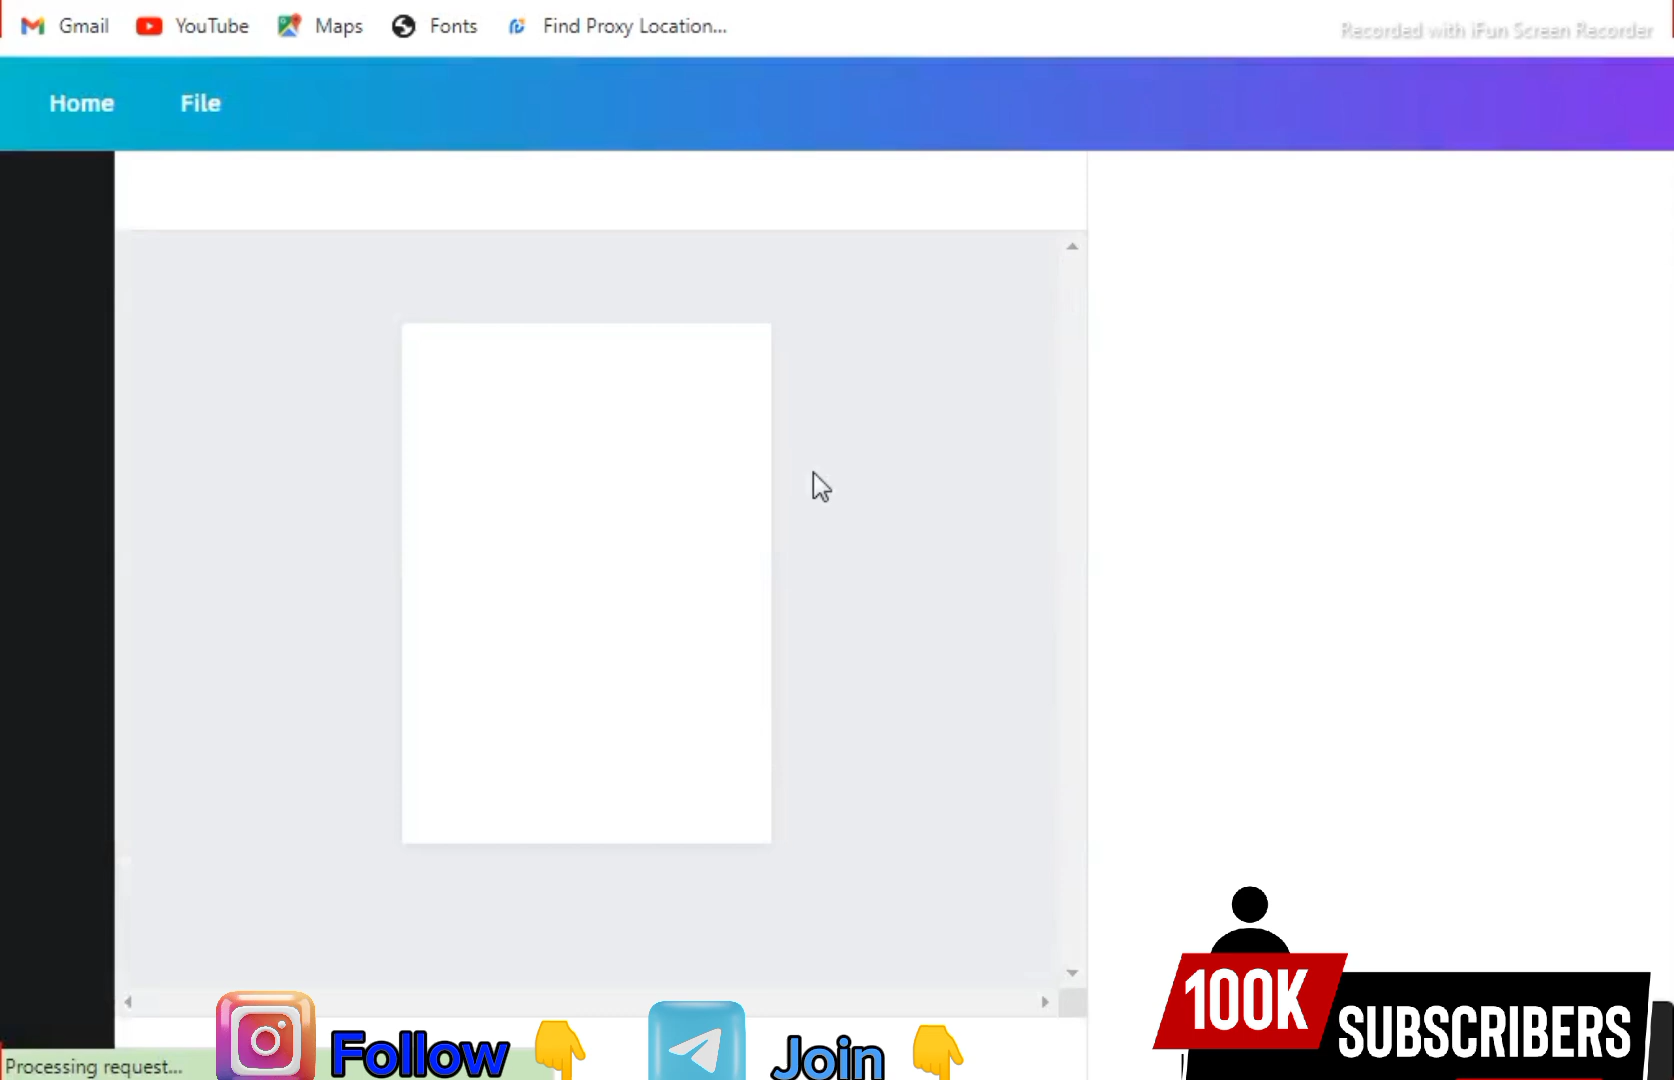 Gmail YouTube Maps Fonts Find Proxy Location...
Recorded with iFun Screen Recorder
Home File
100K
SUBSCRIBERS
Follow Join
Processing request...